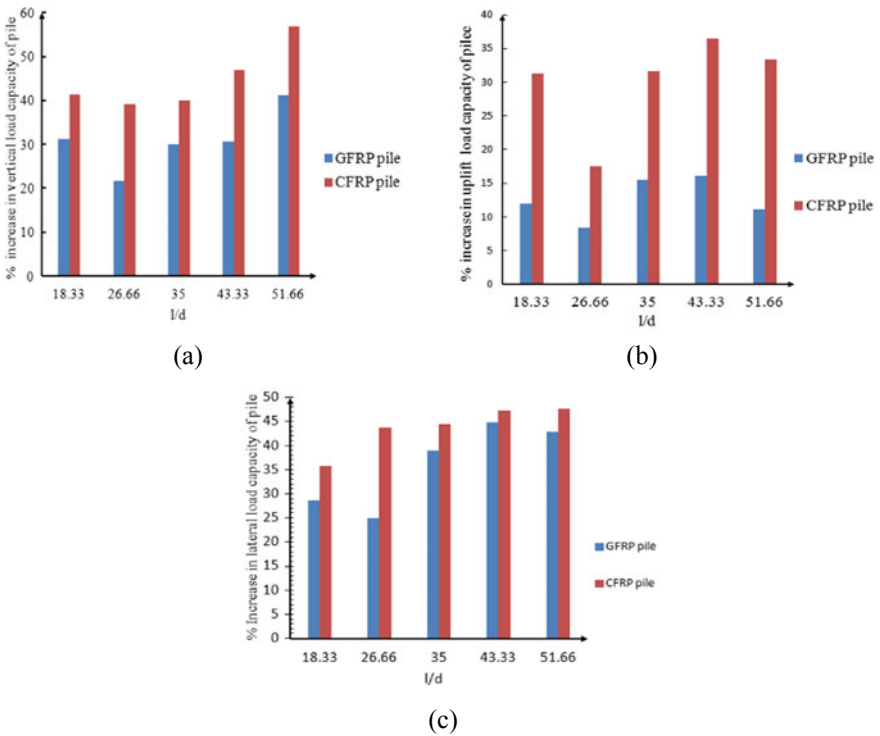 % increase in vertical load capacity of pile
60
50
40
30
20
10
0
18.33 26.66 35 43.33 51.66
l/d
GFRP pile
CFRP pile
(a)
% increase in uplift load capacity of pilee
40
35
30
25
20
15
10
5
0
18.33 26.66 35 43.33 51.66
l/d
GFRP pile
CFRP pile
(b)
% Increase in lateral load capacity of pile
50
45
40
35
30
25
20
15
10
5
0
18.33 26.66 35 43.33 51.66
l/d
GFRP pile
CFRP pile
(c)